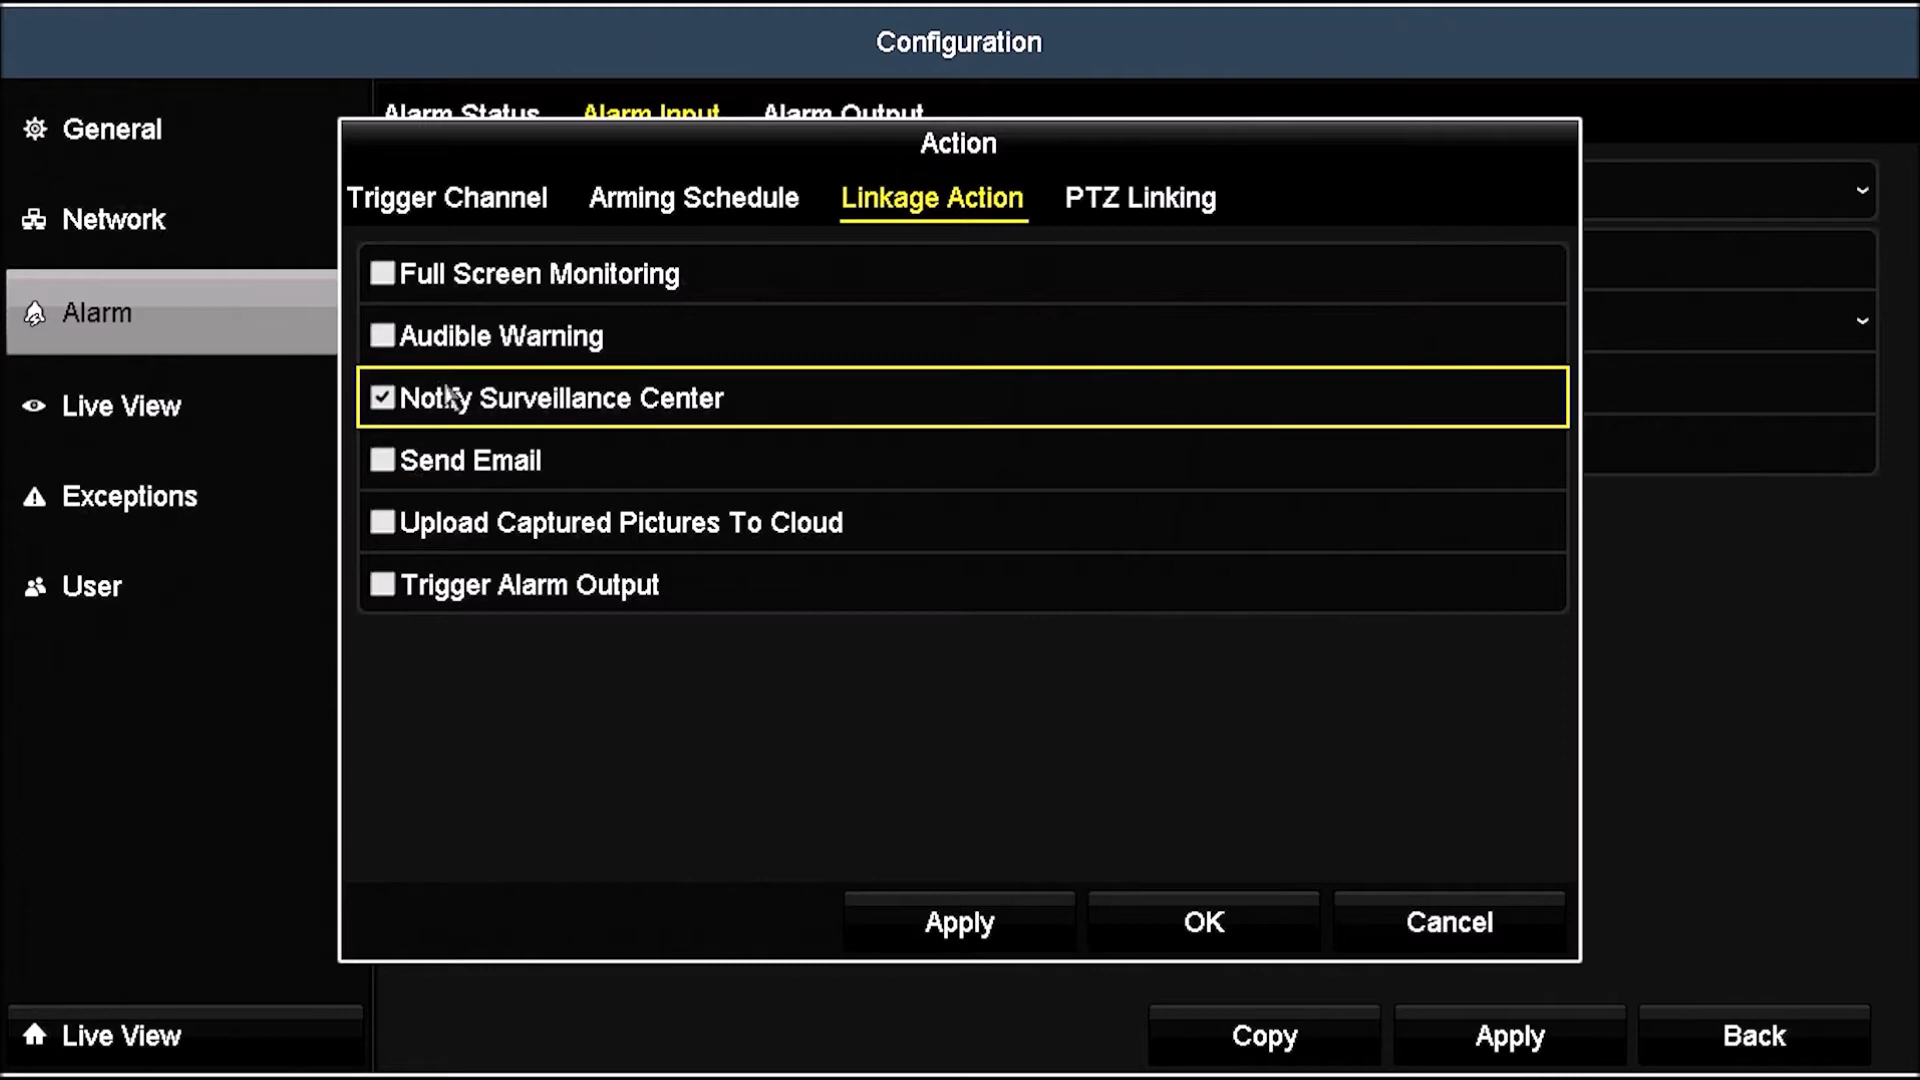 Configuration
General
Network
Alarm
Live View
Exceptions
User
Live View
Alarm Status Alarm Input Alarm Output
Action
Trigger Channel Arming Schedule Linkage Action PTZ Linking
Full Screen Monitoring
Audible Warning
Notify Surveillance Center
Send Email
Upload Captured Pictures To Cloud
Trigger Alarm Output
Apply OK Cancel
Copy Apply Back